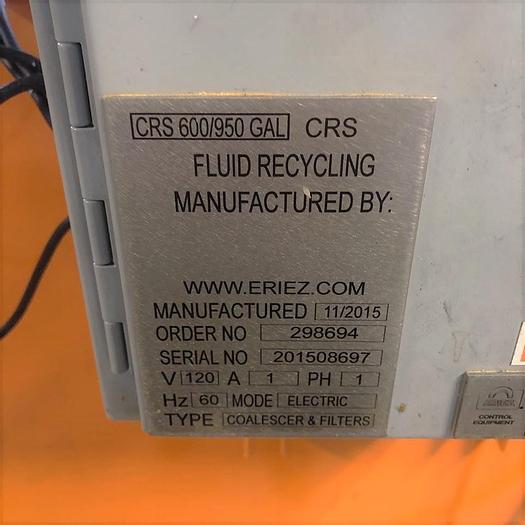 CRS 600/950 GAL CRS
FLUID RECYCLING
MANUFACTURED BY:
WWW.ERIEZ.COM
MANUFACTURED 11/2015
ORDER NO 298694
SERIAL NO 201508697
V 120 A 1 PH 1
Hz 60 MODE ELECTRIC
TYPE COALESCER & FILTERS
CONTROL
EQUIPMENT